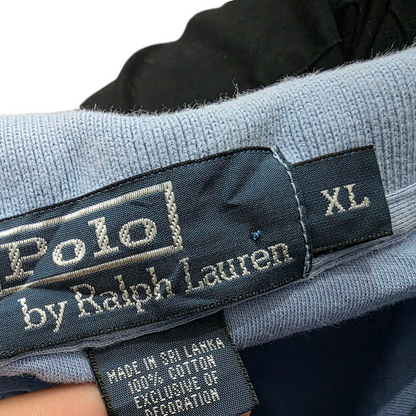 Polo
by Ralph Lauren
XL
MADE IN SRI LANKA
100% COTTON
EXCLUSIVE OF
DECORATION